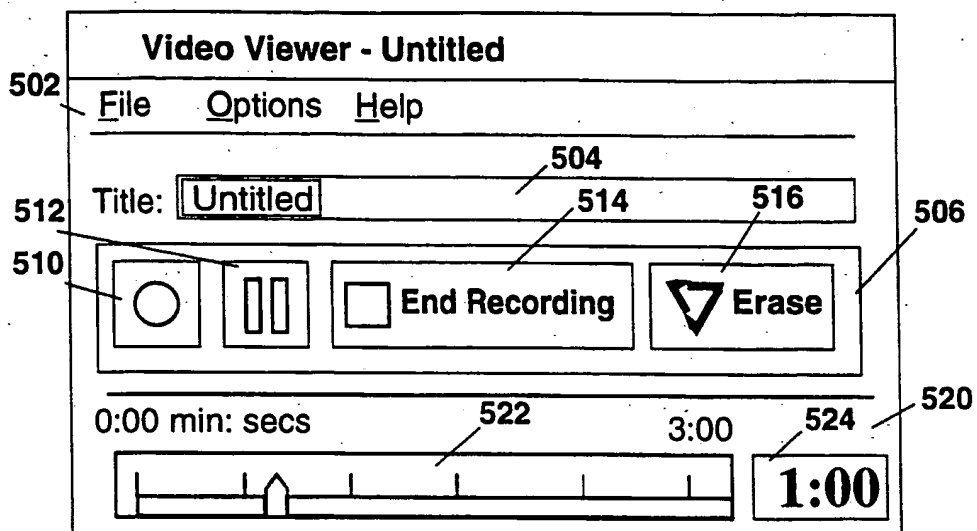 Video Viewer - Untitled
502
File Options Help
504
Title: Untitled
514 516
512 506
510
End Recording Erase
520
0:00 min: secs 522 3:00 524
1:00